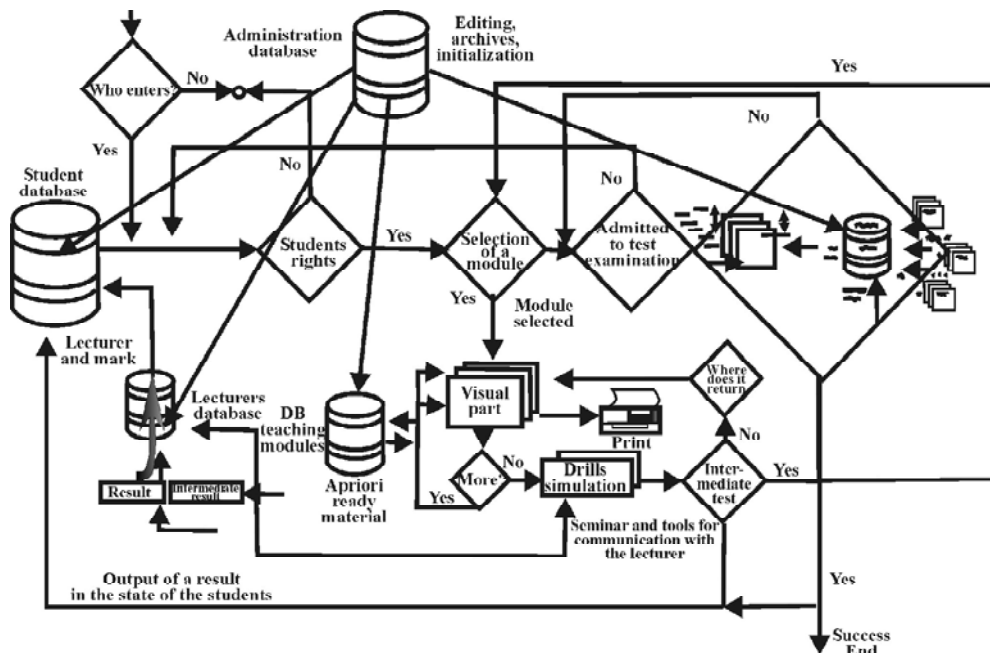 Administration
database
Editing,
archives,
initialization
Yes
Who enters?
No
No
Yes
Student
database
No
No
Students
rights
Yes
Selection
of a
module
Admitted
to test
examination
Yes
Module
selected
Lecturer
and mark
Where
does it
return
Lecturers
database
DB
teaching
modules
Visual
part
Print
No
Result
Intermediate
result
Apriori
ready
material
More?
No
Drills
simulation
Inter-
mediate
test
Yes
Yes
Seminar and tools for
communication with
the lecturer
Output of a result
in the state of the students
Yes
Success
End